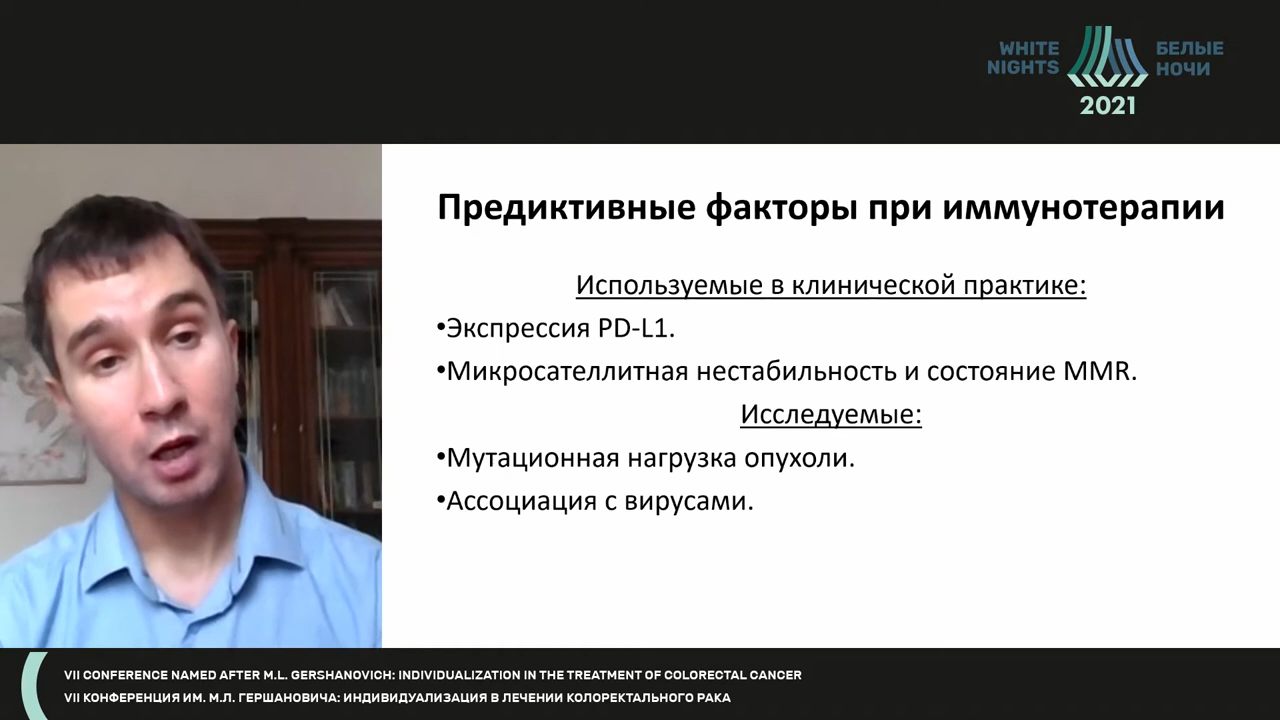 WHITE NIGHTS
БЕЛЫЕ НОЧИ
2021
Предиктивные факторы при иммунотерапии
Используемые в клинической практике:
•Экспрессия PD-L1.
•Микросателлитная нестабильность и состояние MMR.
Исследуемые:
•Мутационная нагрузка опухоли.
•Ассоциация с вирусами.
VII CONFERENCE NAMED AFTER M.L. GERSHANOVICH: INDIVIDUALIZATION IN THE TREATMENT OF COLORECTAL CANCER
VII КОНФЕРЕНЦИЯ ИМ. М.Л. ГЕРШАНОВИЧА: ИНДИВИДУАЛИЗАЦИЯ В ЛЕЧЕНИИ КОЛОРЕКТАЛЬНОГО РАКА